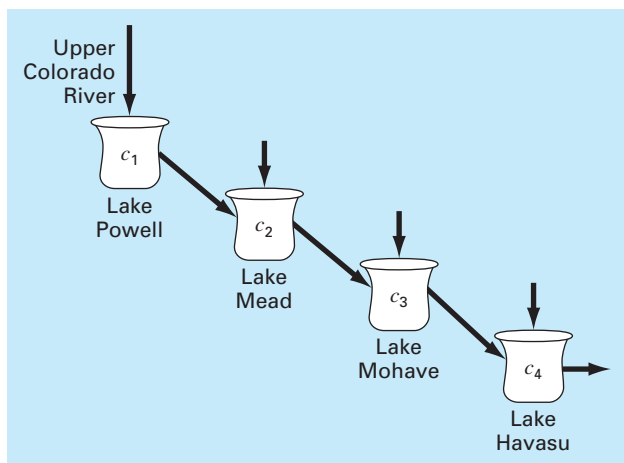 Upper
Colorado
River
c1
Lake
Powell
c2
Lake
Mead
c3
Lake
Mohave
c4
Lake
Havasu